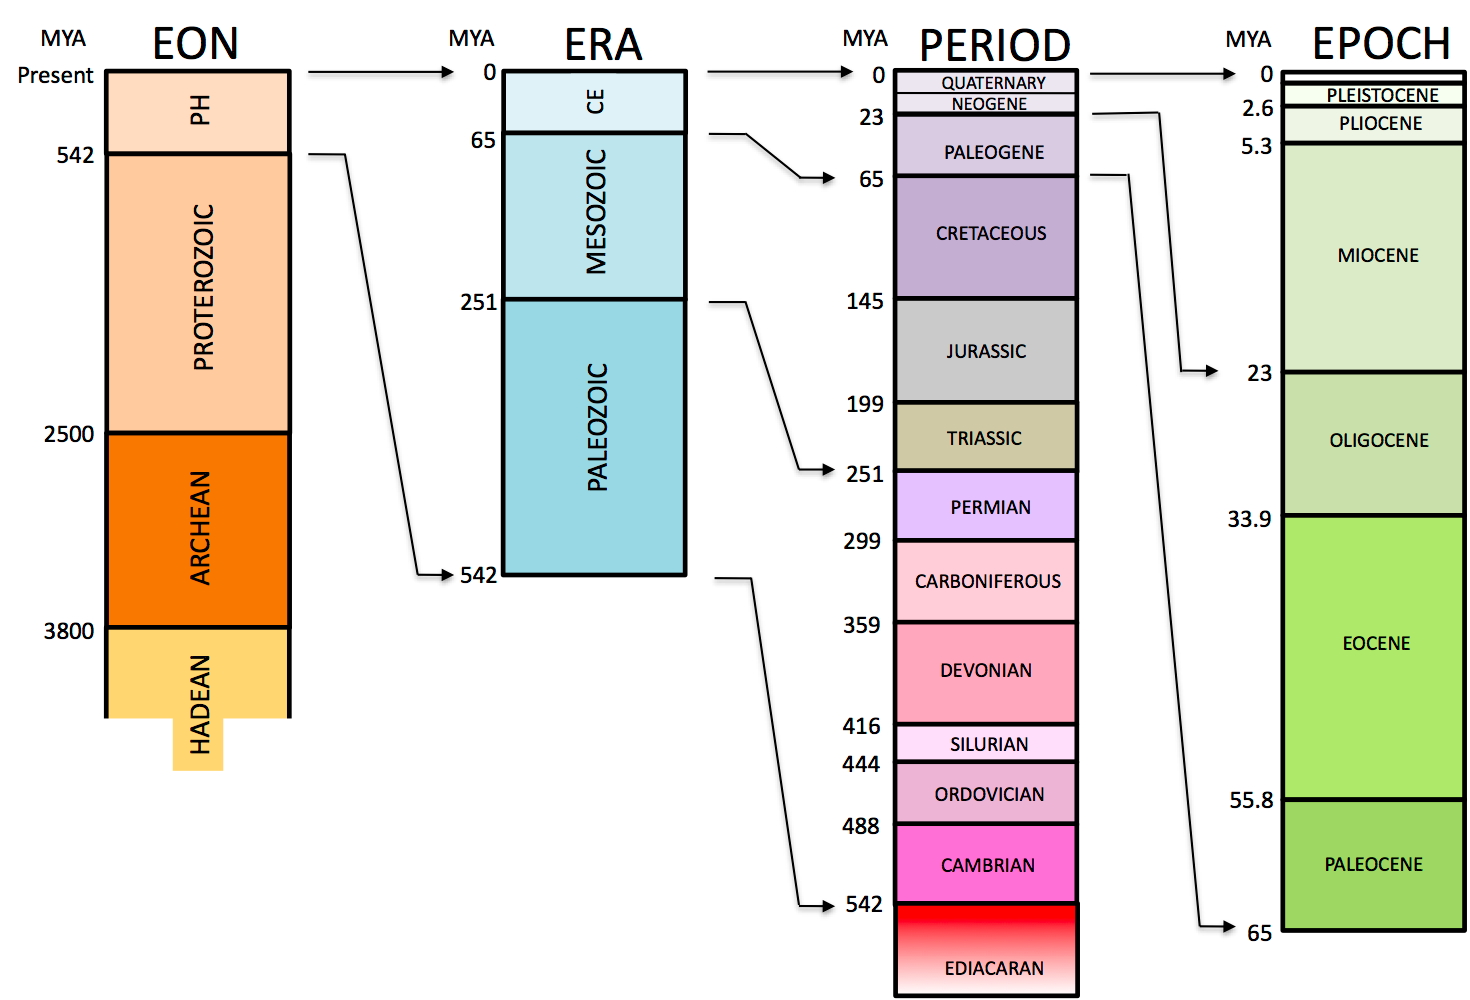 MYA
EON
Present
PH
542
PROTEROZOIC
2500
ARCHEAN
3800
HADEAN
MYA
ERA
0
CE
65
MESOZOIC
251
PALEOZOIC
542
MYA
PERIOD
0
QUATERNARY
NEOGENE
23
PALEOGENE
65
CRETACEOUS
145
JURASSIC
199
TRIASSIC
251
PERMIAN
299
CARBONIFEROUS
359
DEVONIAN
416
SILURIAN
444
ORDOVICIAN
488
CAMBRIAN
542
EDIACARAN
MYA
EPOCH
0
PLEISTOCENE
2.6
PLIOCENE
5.3
MIOCENE
23
OLIGOCENE
33.9
EOCENE
55.8
PALEOCENE
65